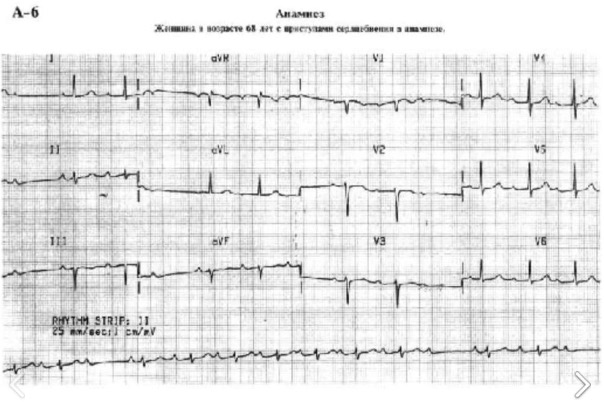 А-6
Анамнез
Женщина в возрасте 68 лет с приступами сердцебиения в анамнезе.
I aVR V1 V4
II aVL V2 V5
III aVF V3 V6
RHYTHM STRIP: II
25 mm/sec;1 cm/mV